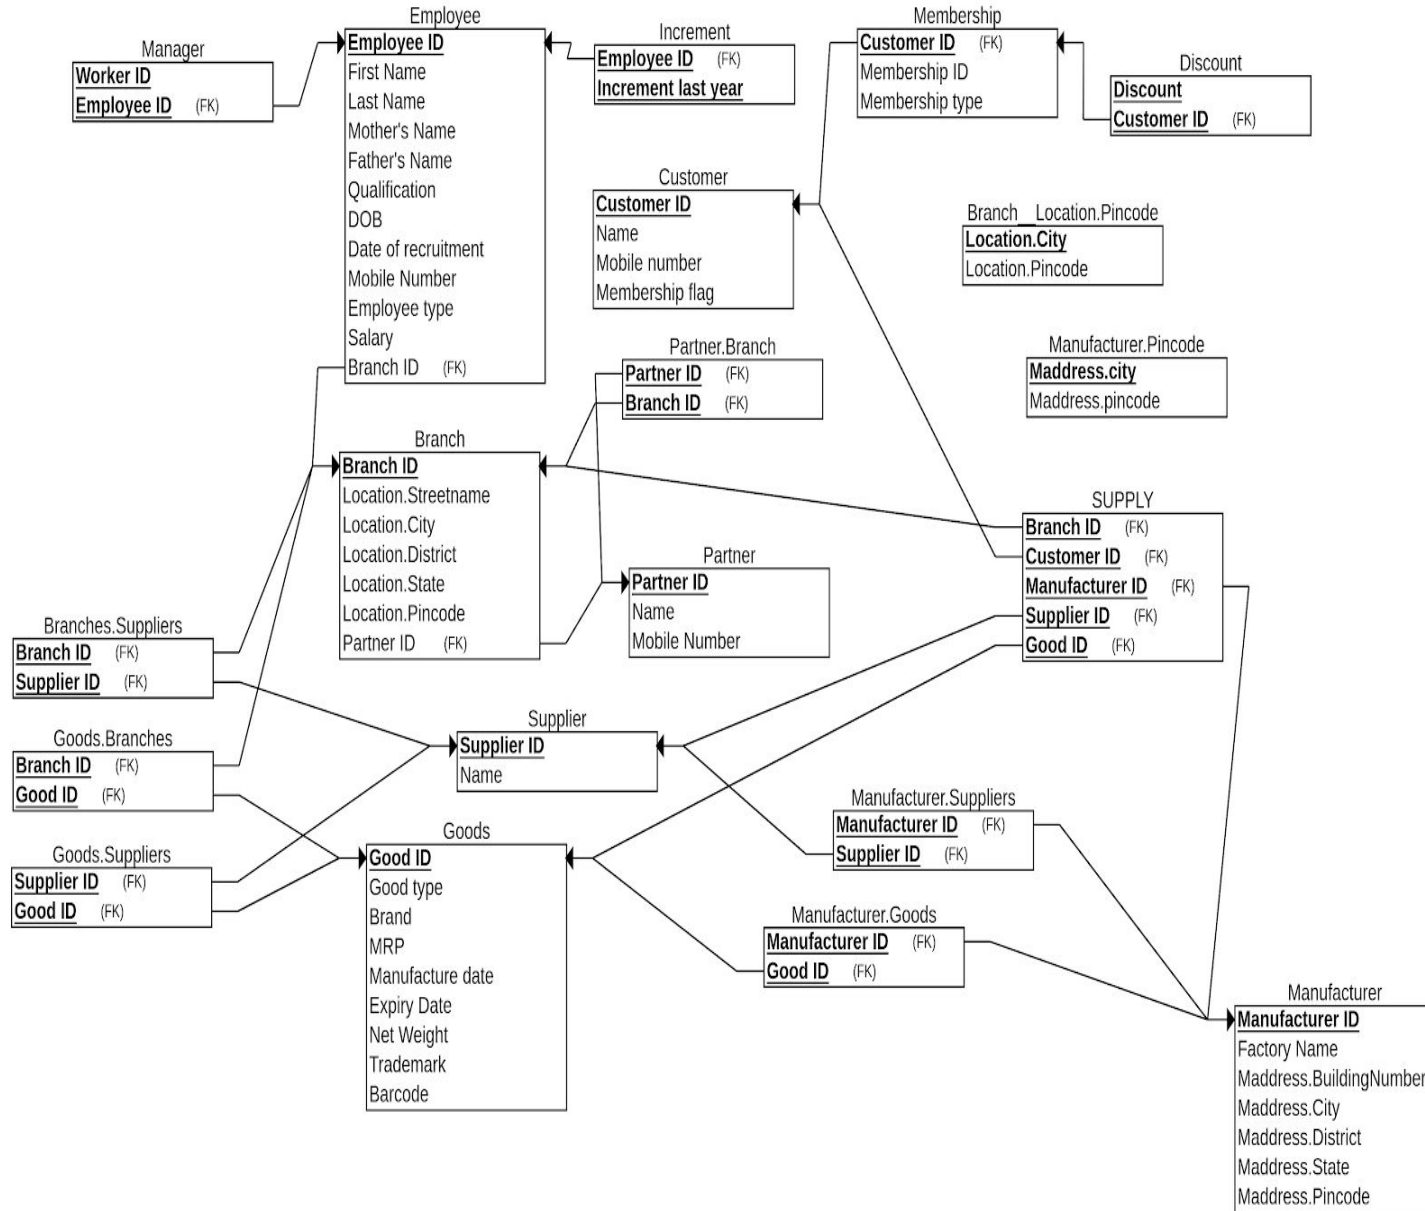 Employee
Employee ID
First Name
Last Name
Mother's Name
Father's Name
Qualification
DOB
Date of recruitment
Mobile Number
Employee type
Salary
Branch ID (FK)
Manager
Worker ID
Employee ID (FK)
Increment
Employee ID (FK)
Increment last year
Membership
Customer ID (FK)
Membership ID
Membership type
Discount
Discount
Customer ID (FK)
Customer
Customer ID
Name
Mobile number
Membership flag
Branch__Location.Pincode
Location.City
Location.Pincode
Manufacturer.Pincode
Maddress.city
Maddress.pincode
Partner.Branch
Partner ID (FK)
Branch ID (FK)
Branch
Branch ID
Location.Streetname
Location.City
Location.District
Location.State
Location.Pincode
Partner ID (FK)
Partner
Partner ID
Name
Mobile Number
SUPPLY
Branch ID (FK)
Customer ID (FK)
Manufacturer ID (FK)
Supplier ID (FK)
Good ID (FK)
Branches.Suppliers
Branch ID (FK)
Supplier ID (FK)
Goods.Branches
Branch ID (FK)
Good ID (FK)
Goods.Suppliers
Supplier ID (FK)
Good ID (FK)
Supplier
Supplier ID
Name
Goods
Good ID
Good type
Brand
MRP
Manufacture date
Expiry Date
Net Weight
Trademark
Barcode
Manufacturer.Suppliers
Manufacturer ID (FK)
Supplier ID (FK)
Manufacturer.Goods
Manufacturer ID (FK)
Good ID (FK)
Manufacturer
Manufacturer ID
Factory Name
Maddress.BuildingNumber
Maddress.City
Maddress.District
Maddress.State
Maddress.Pincode